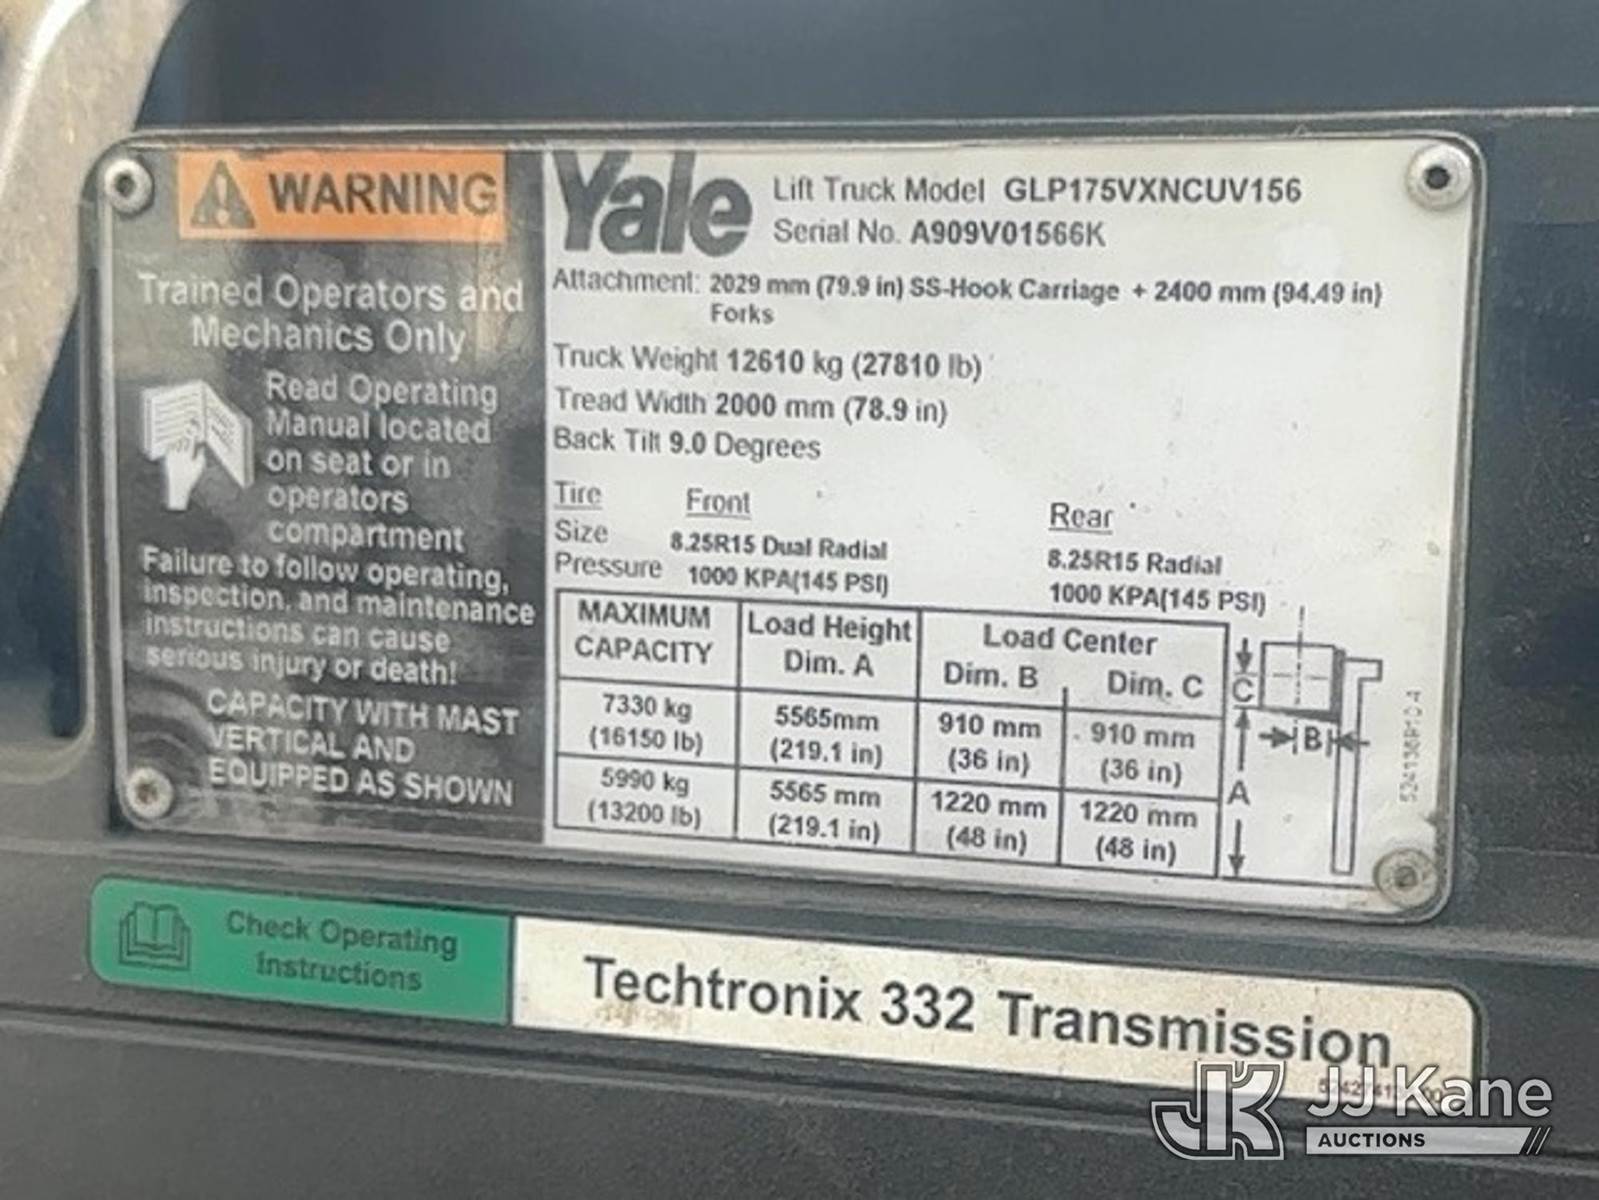 WARNING
Trained Operators and
Mechanics Only
Read Operating
Manual located
on seat or in
operators
compartment
Failure to follow operating,
inspection, and maintenance
instructions can cause
serious injury or death!
CAPACITY WITH MAST
VERTICAL AND
EQUIPPED AS SHOWN
Yale
Lift Truck Model GLP175VXNCUV156
Serial No. A909V01566K
Attachment: 2029 mm (79.9 in) SS-Hook Carriage + 2400 mm (94.49 in)
Forks
Truck Weight 12610 kg (27810 lb)
Tread Width 2000 mm (78.9 in)
Back Tilt 9.0 Degrees
Tire Front Rear
Size 8.25R15 Dual Radial 8.25R15 Radial
Pressure 1000 KPA(145 PSI) 1000 KPA(145 PSI)
MAXIMUM CAPACITY Load Height Dim. A Load Center Dim. B Dim. C
7330 kg 5565mm 910 mm 910 mm
(16150 lb) (219.1 in) (36 in) (36 in)
5990 kg 5565 mm 1220 mm 1220 mm
(13200 lb) (219.1 in) (48 in) (48 in)
C
B
A
Check Operating
Instructions
Techtronix 332 Transmission
JK JJ Kane
AUCTIONS